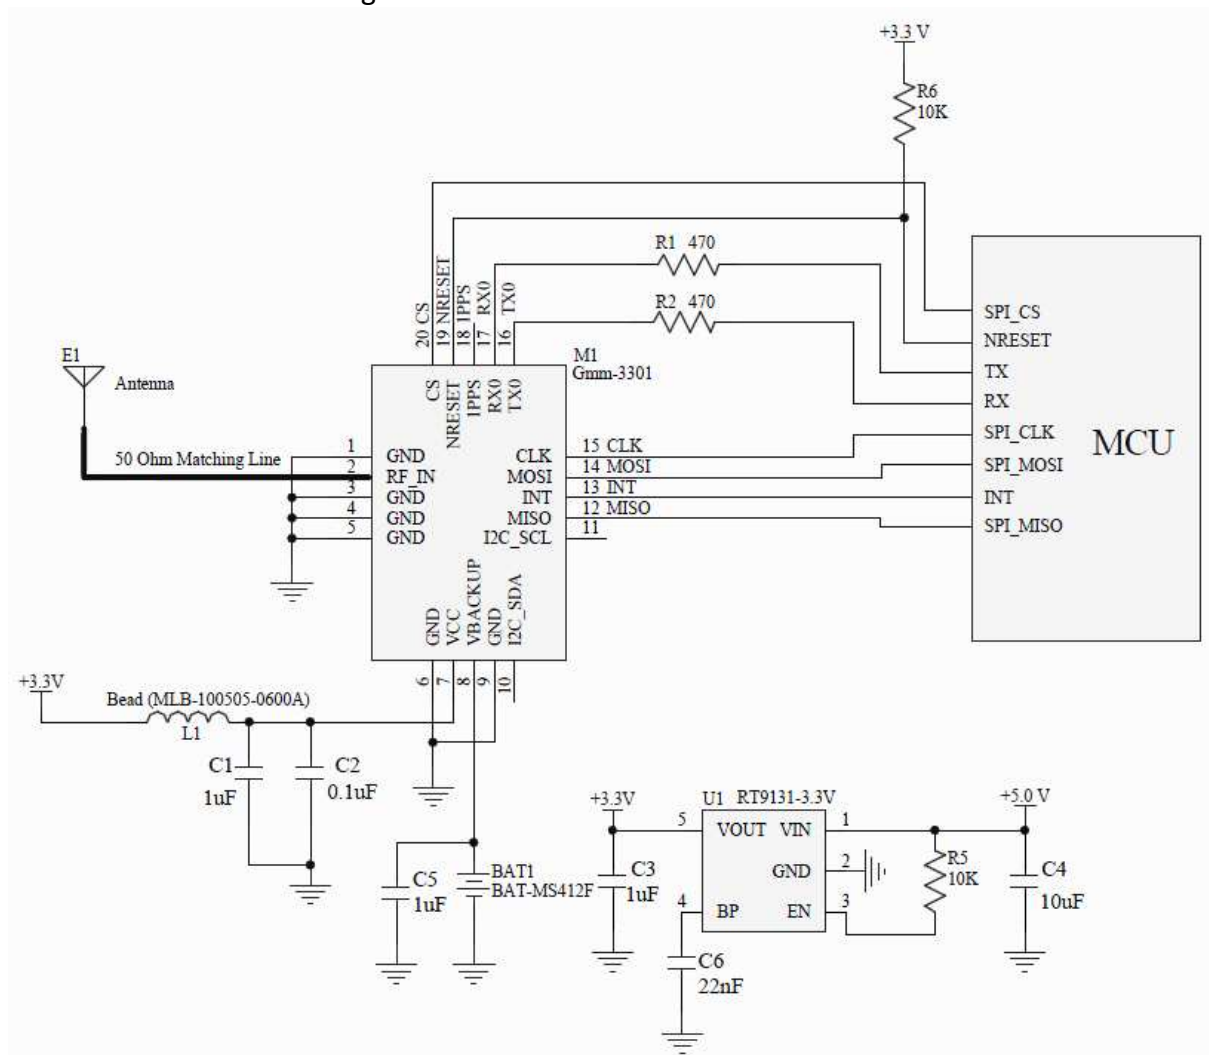 +3.3 V
R6
10K
R1 470
R2 470
20 CS
19 NRESET
18 1PPS
17 RX0
16 TX0
M1
Gmm-3301
E1
Antenna
50 Ohm Matching Line
CS
NRESET
1PPS
RX0
TX0
1 GND
2 RF_IN
3 GND
4 GND
5 GND
CLK 15 CLK
MOSI 14 MOSI
INT 13 INT
MISO 12 MISO
I2C_SCL 11
GND
VCC
VBACKUP
GND
I2C_SDA
6
7
8
9
10
SPI_CS
NRESET
TX
RX
SPI_CLK
SPI_MOSI
INT
SPI_MISO
MCU
+3.3V
Bead (MLB-100505-0600A)
L1
C1
1uF
C2
0.1uF
C5
1uF
BAT1
BAT-MS412F
+3.3V
U1 RT9131-3.3V
+5.0 V
5 VOUT VIN 1
GND 2
4 BP EN 3
C3
1uF
R5
10K
C4
10uF
C6
22nF